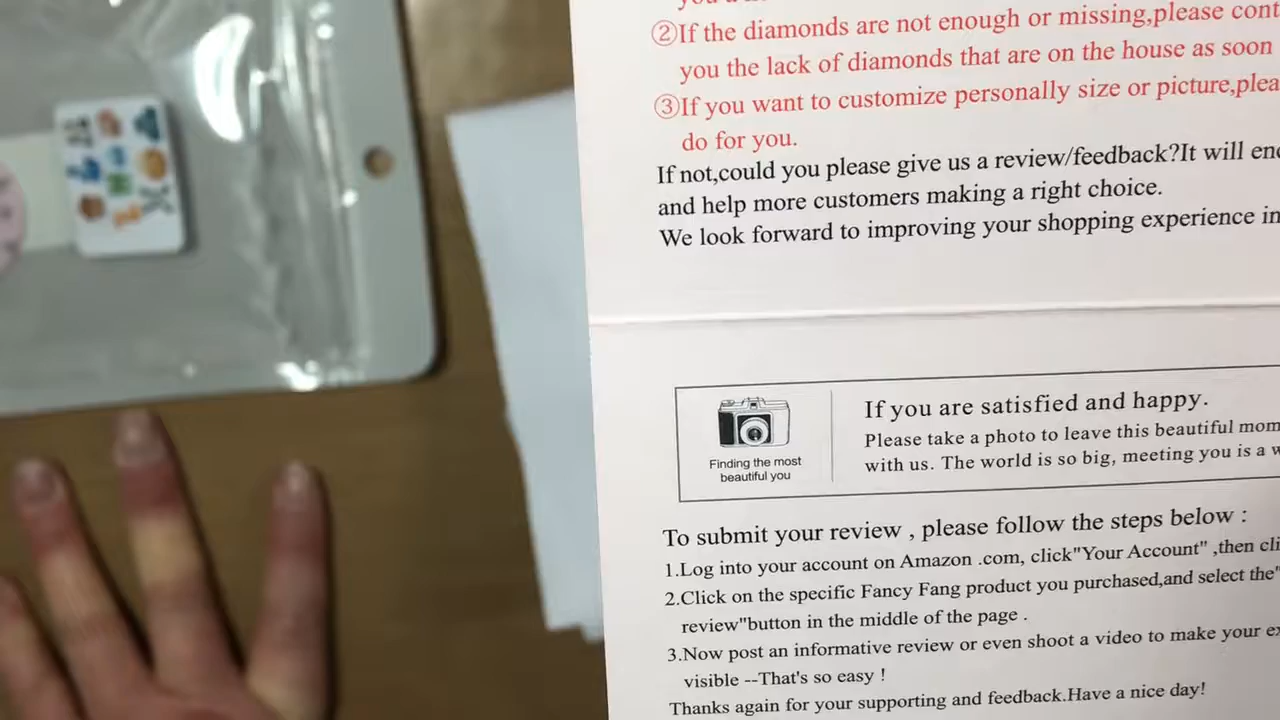 ②If the diamonds are not enough or missing,please
you the lack of diamonds that are on the house as soon
③If you want to customize personally size or picture,
do for you.
If not,could you please give us a review/feedback?It will
and help more customers making a right choice.
We look forward to improving your shopping experience in
Finding the most
beautiful you
If you are satisfied and happy.
Please take a photo to leave this beautiful
with us. The world is so big, meeting you is a
To submit your review , please follow the steps below :
1.Log into your account on Amazon .com, click"Your Account" ,then
2.Click on the specific Fancy Fang product you purchased,and select the"
review"button in the middle of the page .
3.Now post an informative review or even shoot a video to make your
visible --That's so easy !
Thanks again for your supporting and feedback.Have a nice day!